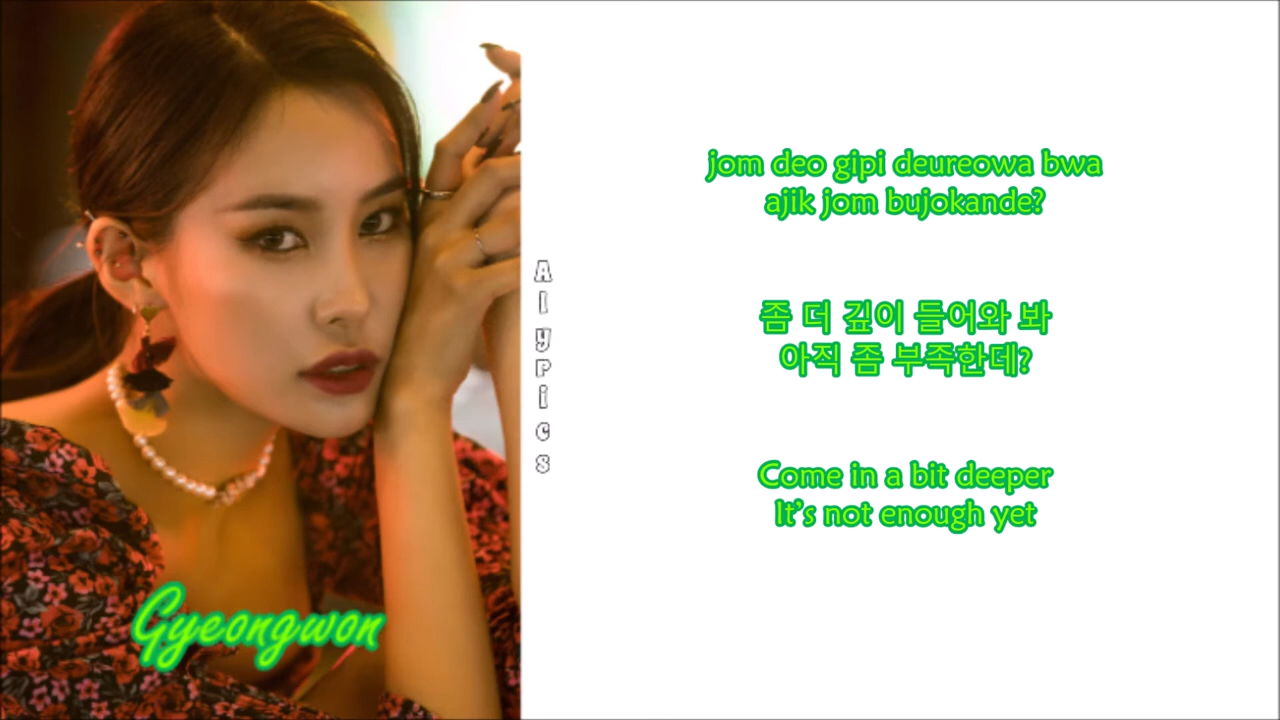 Gyeongwon
Alyrics
jom deo gipi deureowa bwa
ajik jom bujokande?
좀 더 깊이 들어와 봐
아직 좀 부족한데?
Come in a bit deeper
It's not enough yet